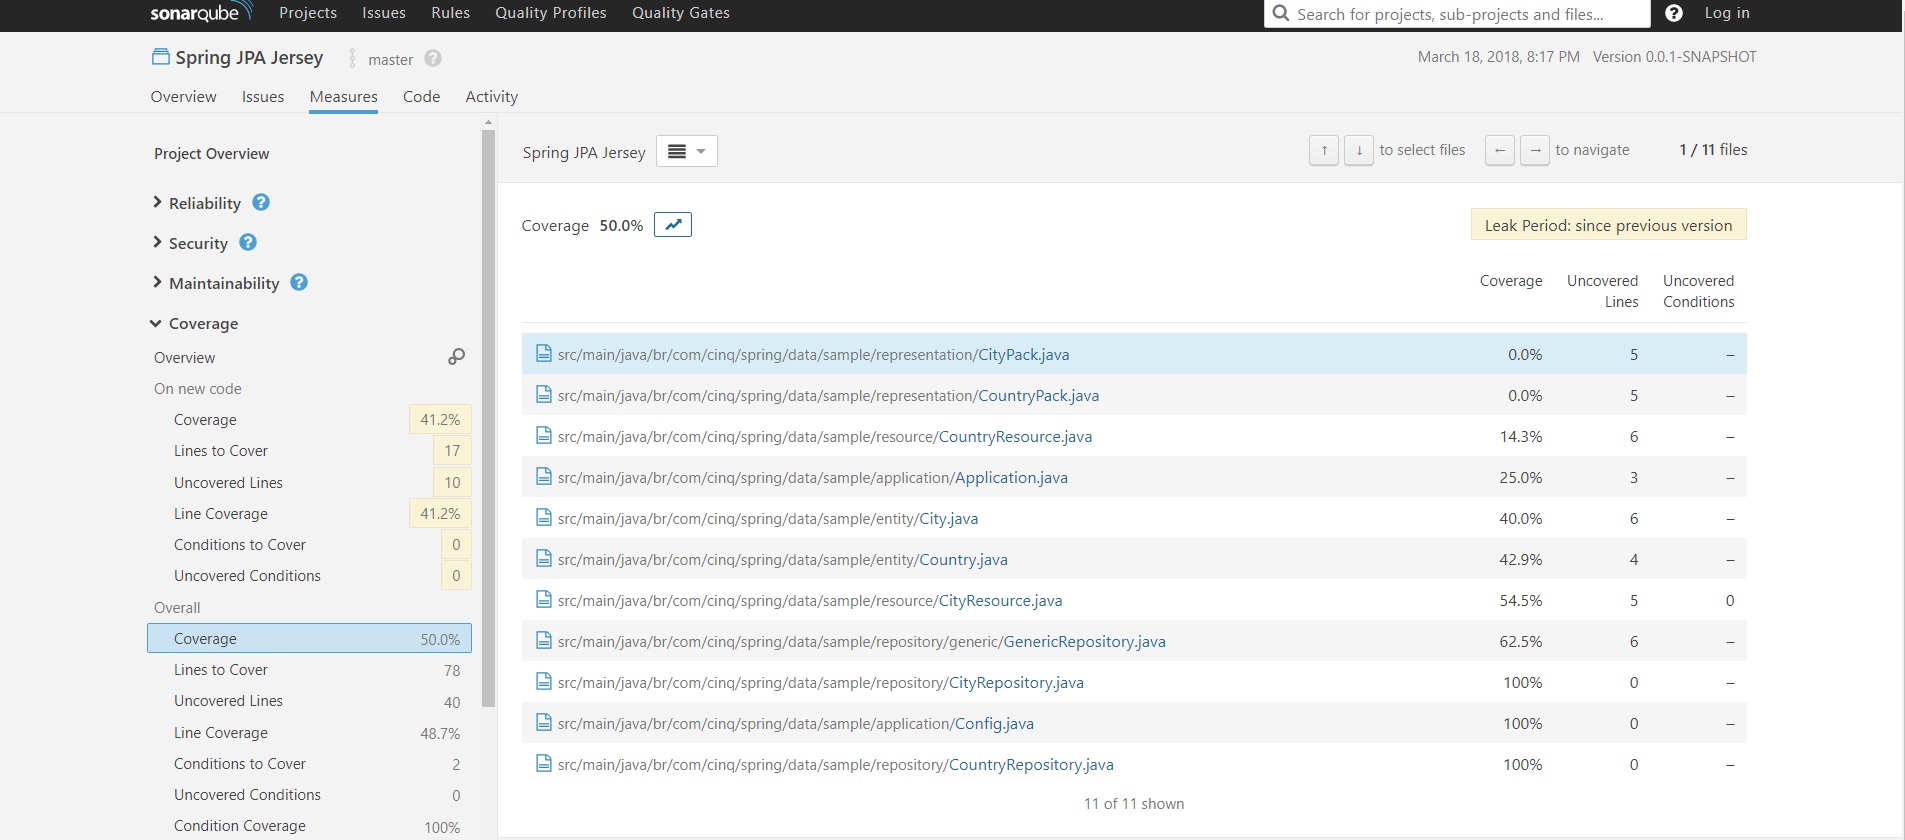 sonarqube Projects Issues Rules Quality Profiles Quality Gates Search for projects, sub-projects and files... Log in
Spring JPA Jersey master March 18, 2018, 8:17 PM Version 0.0.1-SNAPSHOT
Overview Issues Measures Code Activity
Project Overview
Reliability
Security
Maintainability
Coverage
Overview
On new code
Coverage 41.2%
Lines to Cover 17
Uncovered Lines 10
Line Coverage 41.2%
Conditions to Cover 0
Uncovered Conditions 0
Overall
Coverage 50.0%
Lines to Cover 78
Uncovered Lines 40
Line Coverage 48.7%
Conditions to Cover 2
Uncovered Conditions 0
Condition Coverage 100%
Spring JPA Jersey ↑ ↓ to select files ← → to navigate 1 / 11 files
Coverage 50.0% Leak Period: since previous version
Coverage Uncovered Lines Uncovered Conditions
src/main/java/br/com/cinq/spring/data/sample/representation/CityPack.java 0.0% 5 –
src/main/java/br/com/cinq/spring/data/sample/representation/CountryPack.java 0.0% 5 –
src/main/java/br/com/cinq/spring/data/sample/resource/CountryResource.java 14.3% 6 –
src/main/java/br/com/cinq/spring/data/sample/application/Application.java 25.0% 3 –
src/main/java/br/com/cinq/spring/data/sample/entity/City.java 40.0% 6 –
src/main/java/br/com/cinq/spring/data/sample/entity/Country.java 42.9% 4 –
src/main/java/br/com/cinq/spring/data/sample/resource/CityResource.java 54.5% 5 0
src/main/java/br/com/cinq/spring/data/sample/repository/generic/GenericRepository.java 62.5% 6 –
src/main/java/br/com/cinq/spring/data/sample/repository/CityRepository.java 100% 0 –
src/main/java/br/com/cinq/spring/data/sample/application/Config.java 100% 0 –
src/main/java/br/com/cinq/spring/data/sample/repository/CountryRepository.java 100% 0 –
11 of 11 shown